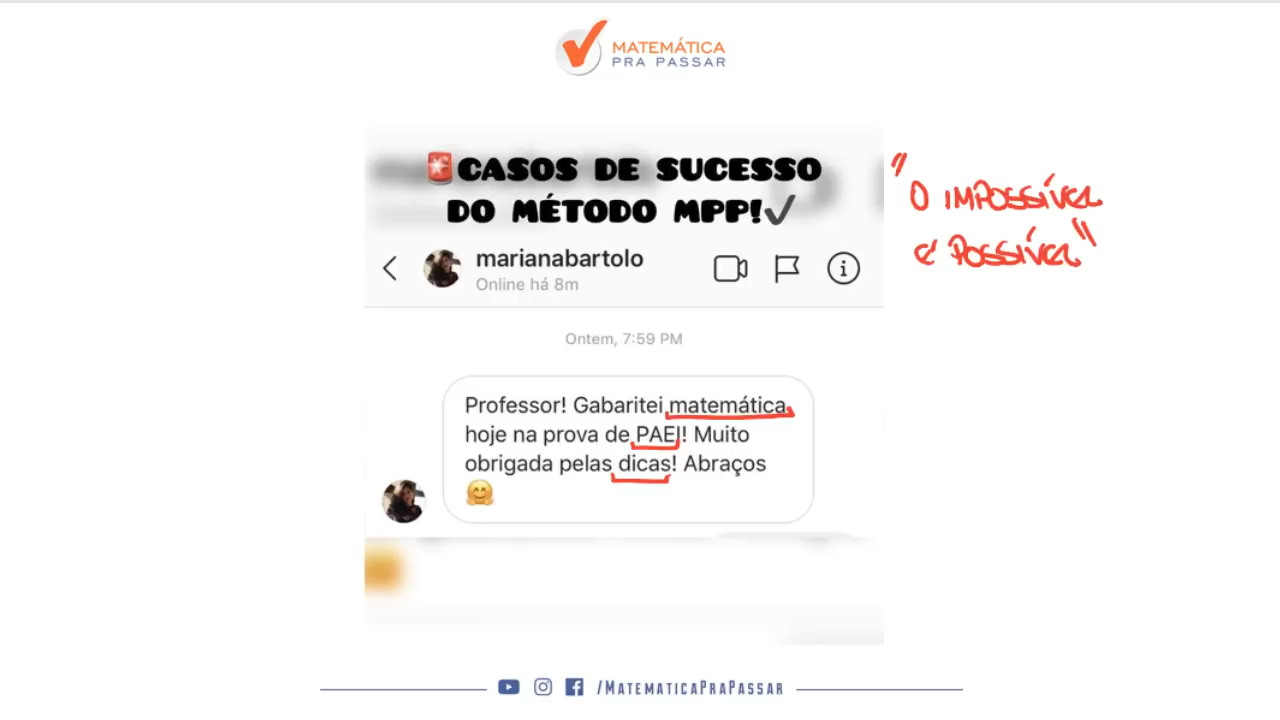 MATEMÁTICA
PRA PASSAR
CASOS DE SUCESSO
DO MÉTODO MPP!
"O IMPOSSÍVEL
É POSSÍVEL"
marianabartolo
Online há 8m
Ontem, 7:59 PM
Professor! Gabaritei matemática
hoje na prova de PAEI! Muito
obrigada pelas dicas! Abraços
/MATEMATICAPRAPASSAR